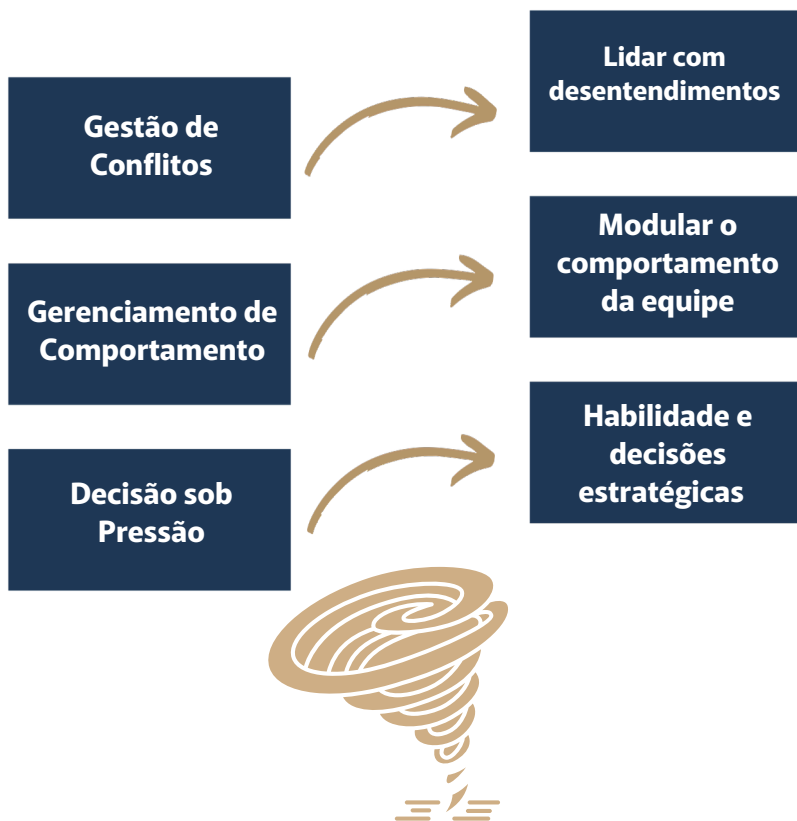 Gestão de
Conflitos
Lidar com
desentendimentos
Gerenciamento de
Comportamento
Modular o
comportamento
da equipe
Decisão sob
Pressão
Habilidade e
decisões
estratégicas